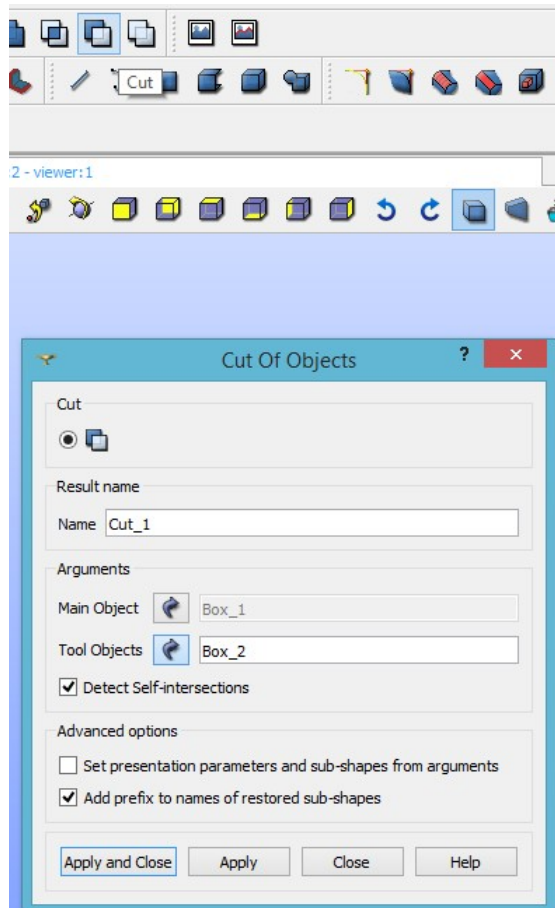 Cut
2 - viewer:1
Cut Of Objects
?
Cut
Result name
Name Cut_1
Arguments
Main Object Box_1
Tool Objects Box_2
Detect Self-intersections
Advanced options
Set presentation parameters and sub-shapes from arguments
Add prefix to names of restored sub-shapes
Apply and Close Apply Close Help